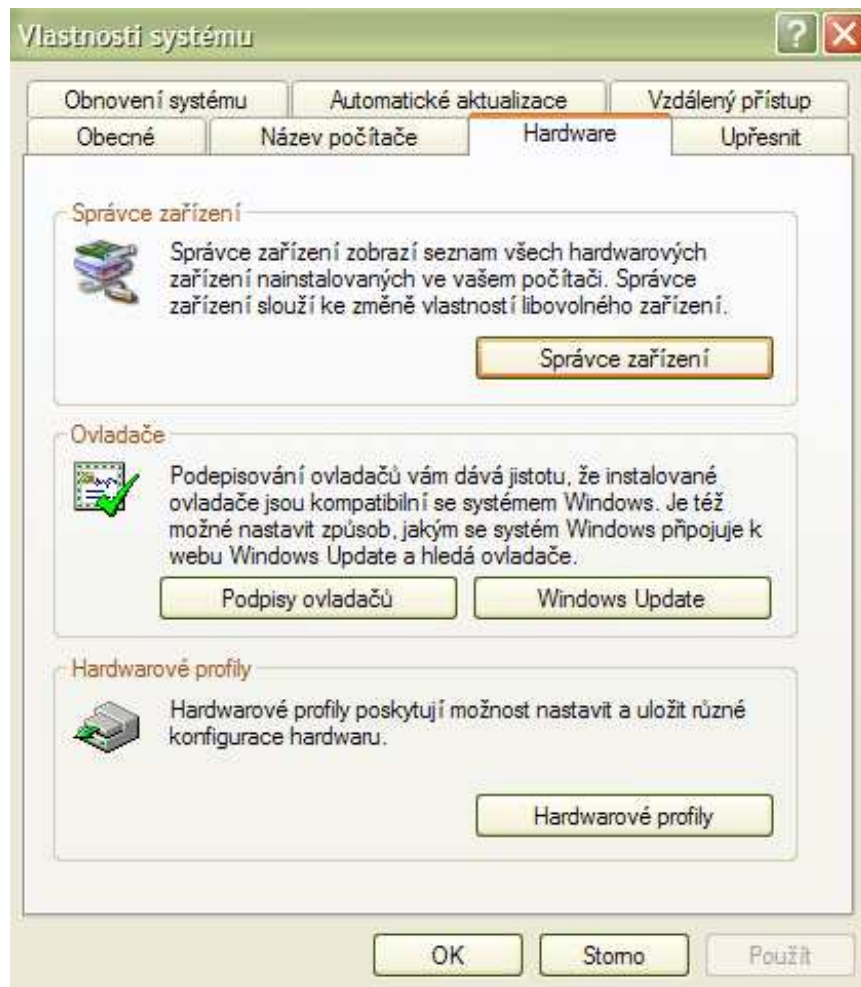 Vlastnosti systému
Obnovení systému Automatické aktualizace Vzdálený přístup
Obecné Název počítače Hardware Upřesnit
Správce zařízení
Správce zařízení zobrazí seznam všech hardwarových
zařízení nainstalovaných ve vašem počítači. Správce
zařízení slouží ke změně vlastností libovolného zařízení.
Správce zařízení
Ovladače
Podepisování ovladačů vám dává jistotu, že instalované
ovladače jsou kompatibilní se systémem Windows. Je též
možné nastavit způsob, jakým se systém Windows připojuje k
webu Windows Update a hledá ovladače.
Podpisy ovladačů Windows Update
Hardwarové profily
Hardwarové profily poskytují možnost nastavit a uložit různé
konfigurace hardwaru.
Hardwarové profily
OK Storno Použít